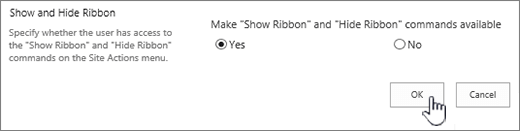 Show and Hide Ribbon
Specify whether the user has access to
the "Show Ribbon" and "Hide Ribbon"
commands on the Site Actions menu.
Make "Show Ribbon" and "Hide Ribbon" commands available
Yes No
OK Cancel